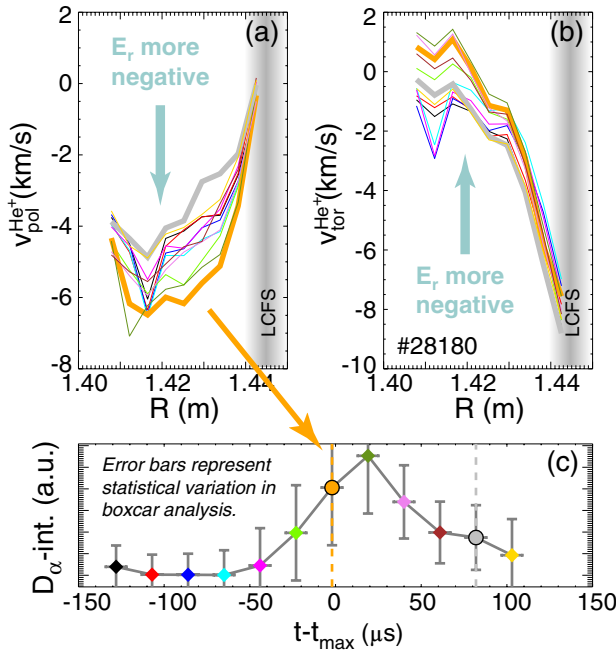 (a)
E_r more
negative
0
-2
-4
-6
-8
v_pol^{He+}(km/s)
LCFS
1.40
1.42
1.44
R (m)
(b)
2
0
-2
-4
-6
-8
-10
v_tor^{He+}(km/s)
E_r more
negative
#28180
LCFS
1.40
1.42
1.44
R (m)
(c)
Error bars represent
statistical variation in
boxcar analysis.
D_α-int. (a.u.)
-150
-100
-50
0
50
100
150
t-t_max (μs)